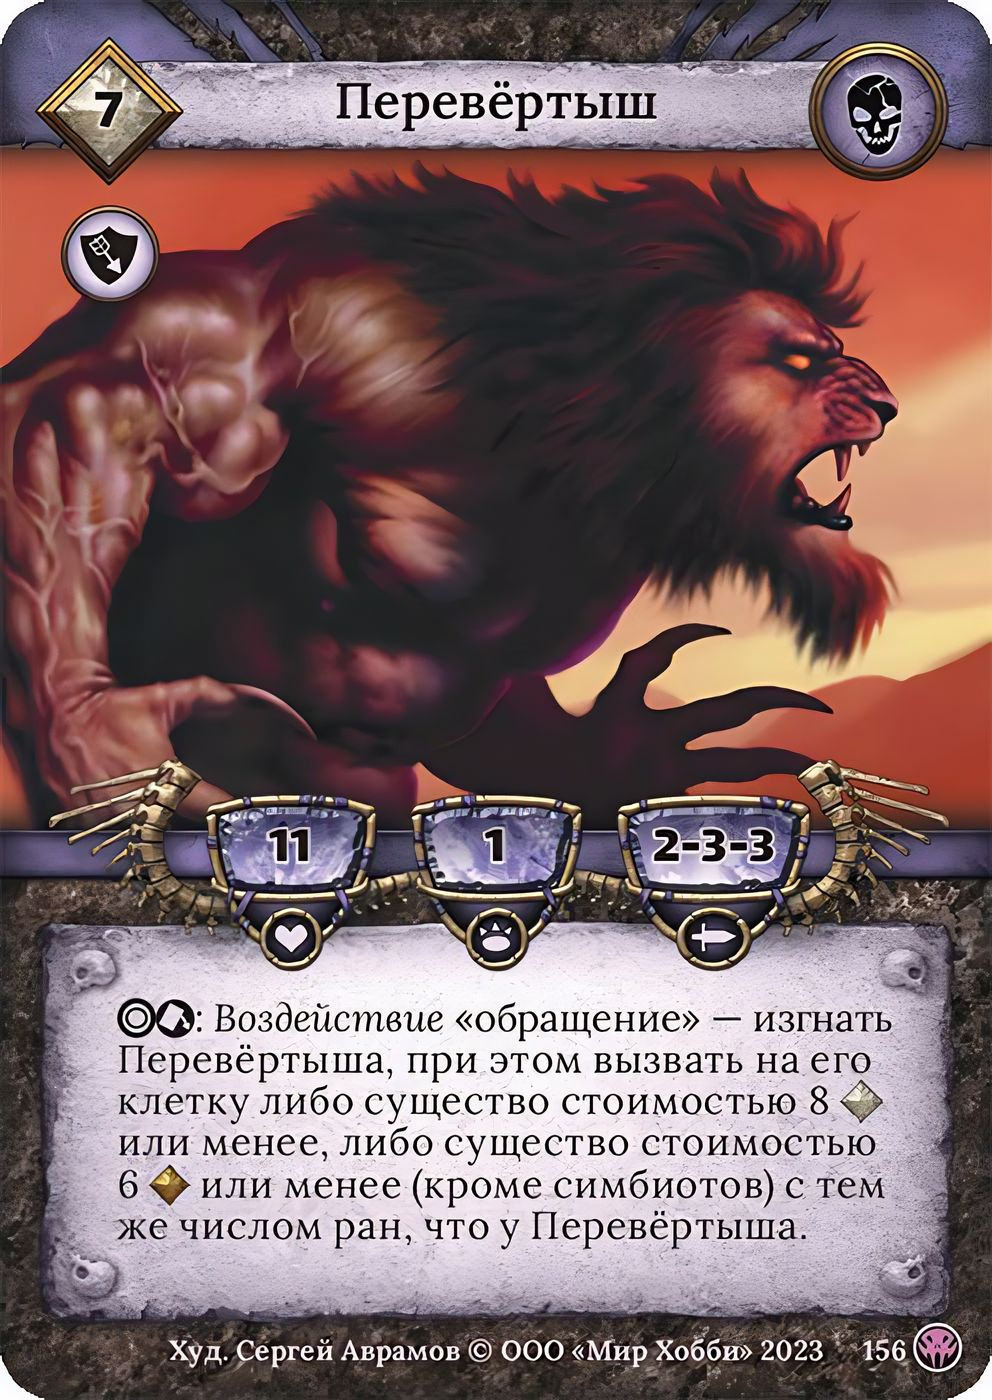 7
Перевёртыш
11
1
2-3-3
: Воздействие «обращение» — изгнать
Перевёртыша, при этом вызвать на его
клетку либо существо стоимостью 8
или менее, либо существо стоимостью
6 или менее (кроме симбиотов) с тем
же числом ран, что у Перевёртыша.
Худ. Сергей Аврамов © ООО «Мир Хобби» 2023 156